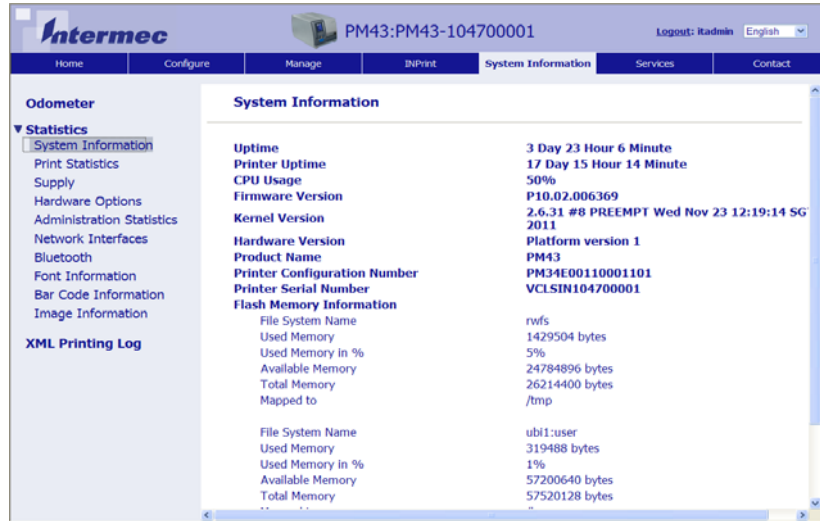 Intermec
PM43:PM43-104700001
Logout: itadmin
English
Home
Configure
Manage
INPrint
System Information
Services
Contact
Odometer
Statistics
System Information
Print Statistics
Supply
Hardware Options
Administration Statistics
Network Interfaces
Bluetooth
Font Information
Bar Code Information
Image Information
XML Printing Log
System Information
Uptime 3 Day 23 Hour 6 Minute
Printer Uptime 17 Day 15 Hour 14 Minute
CPU Usage 50%
Firmware Version P10.02.006369
Kernel Version 2.6.31 #8 PREEMPT Wed Nov 23 12:19:14 SG
2011
Hardware Version Platform version 1
Product Name PM43
Printer Configuration Number PM34E00110001101
Printer Serial Number VCLSIN104700001
Flash Memory Information
File System Name rwfs
Used Memory 1429504 bytes
Used Memory in % 5%
Available Memory 24784896 bytes
Total Memory 26214400 bytes
Mapped to /tmp
File System Name ubi1:user
Used Memory 319488 bytes
Used Memory in % 1%
Available Memory 57200640 bytes
Total Memory 57520128 bytes